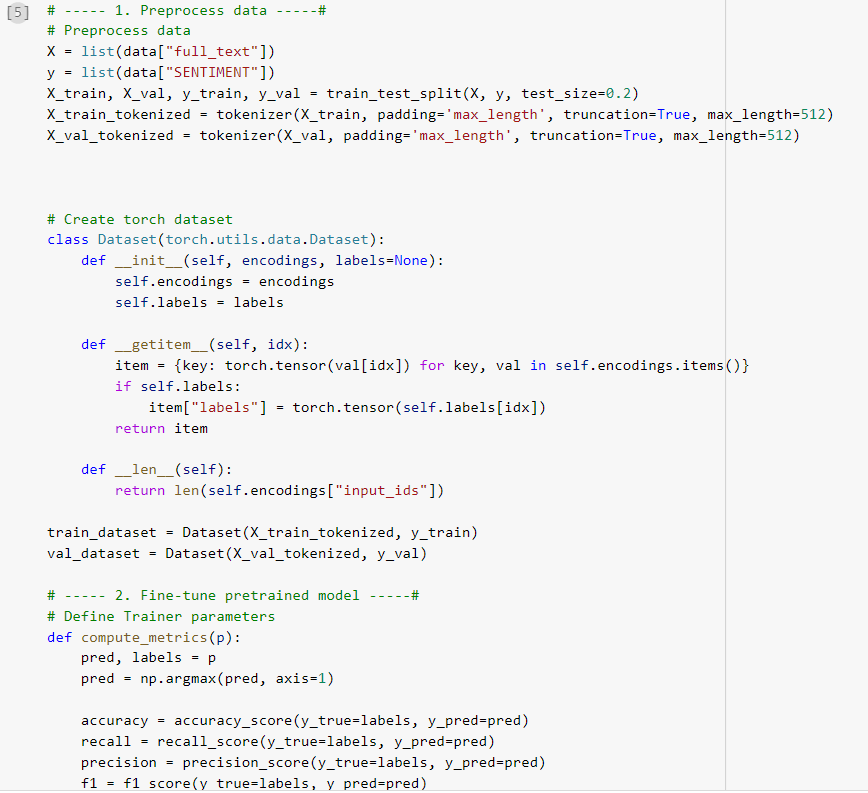 [5] # ----- 1. Preprocess data -----#
# Preprocess data
X = list(data["full_text"])
y = list(data["SENTIMENT"])
X_train, X_val, y_train, y_val = train_test_split(X, y, test_size=0.2)
X_train_tokenized = tokenizer(X_train, padding='max_length', truncation=True, max_length=512)
X_val_tokenized = tokenizer(X_val, padding='max_length', truncation=True, max_length=512)
# Create torch dataset
class Dataset(torch.utils.data.Dataset):
    def __init__(self, encodings, labels=None):
        self.encodings = encodings
        self.labels = labels
    def __getitem__(self, idx):
        item = {key: torch.tensor(val[idx]) for key, val in self.encodings.items()}
        if self.labels:
            item["labels"] = torch.tensor(self.labels[idx])
        return item
    def __len__(self):
        return len(self.encodings["input_ids"])
train_dataset = Dataset(X_train_tokenized, y_train)
val_dataset = Dataset(X_val_tokenized, y_val)
# ----- 2. Fine-tune pretrained model -----#
# Define Trainer parameters
def compute_metrics(p):
    pred, labels = p
    pred = np.argmax(pred, axis=1)
    accuracy = accuracy_score(y_true=labels, y_pred=pred)
    recall = recall_score(y_true=labels, y_pred=pred)
    precision = precision_score(y_true=labels, y_pred=pred)
    f1 = f1_score(y_true=labels, y_pred=pred)